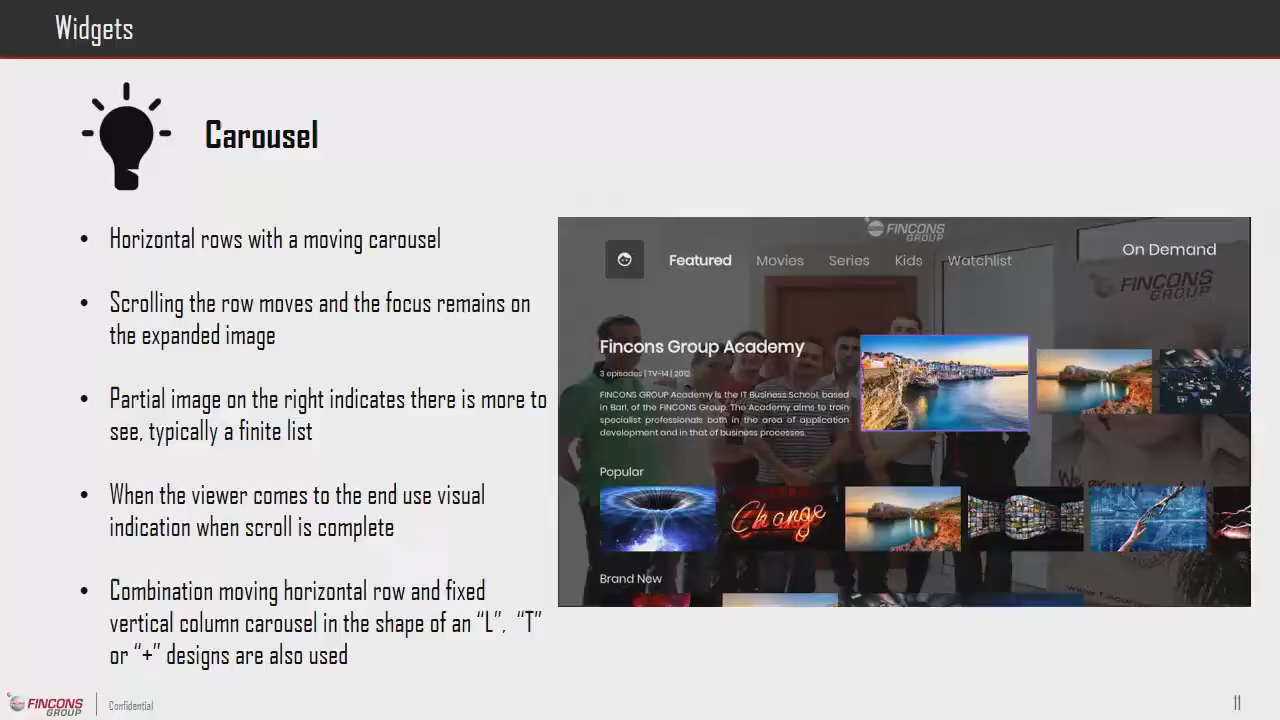 Widgets
Carousel
• Horizontal rows with a moving carousel
• Scrolling the row moves and the focus remains on
the expanded image
• Partial image on the right indicates there is more to
see, typically a finite list
• When the viewer comes to the end use visual
indication when scroll is complete
• Combination moving horizontal row and fixed
vertical column carousel in the shape of an “L”, “T”
or “+” designs are also used
FINCONS
GROUP
On Demand
Featured Movies Series Kids Watchlist
FINCONS
GROUP
Fincons Group Academy
3 episodes | TV-14 | 2012
FINCONS GROUP Academy is the IT Business School, based
in Bari, of the FINCONS Group. The Academy aims to train
specialist professionals both in the area of application
development and in that of business processes.
Popular
Change
Brand New
FINCONS
GROUP
Confidential
11